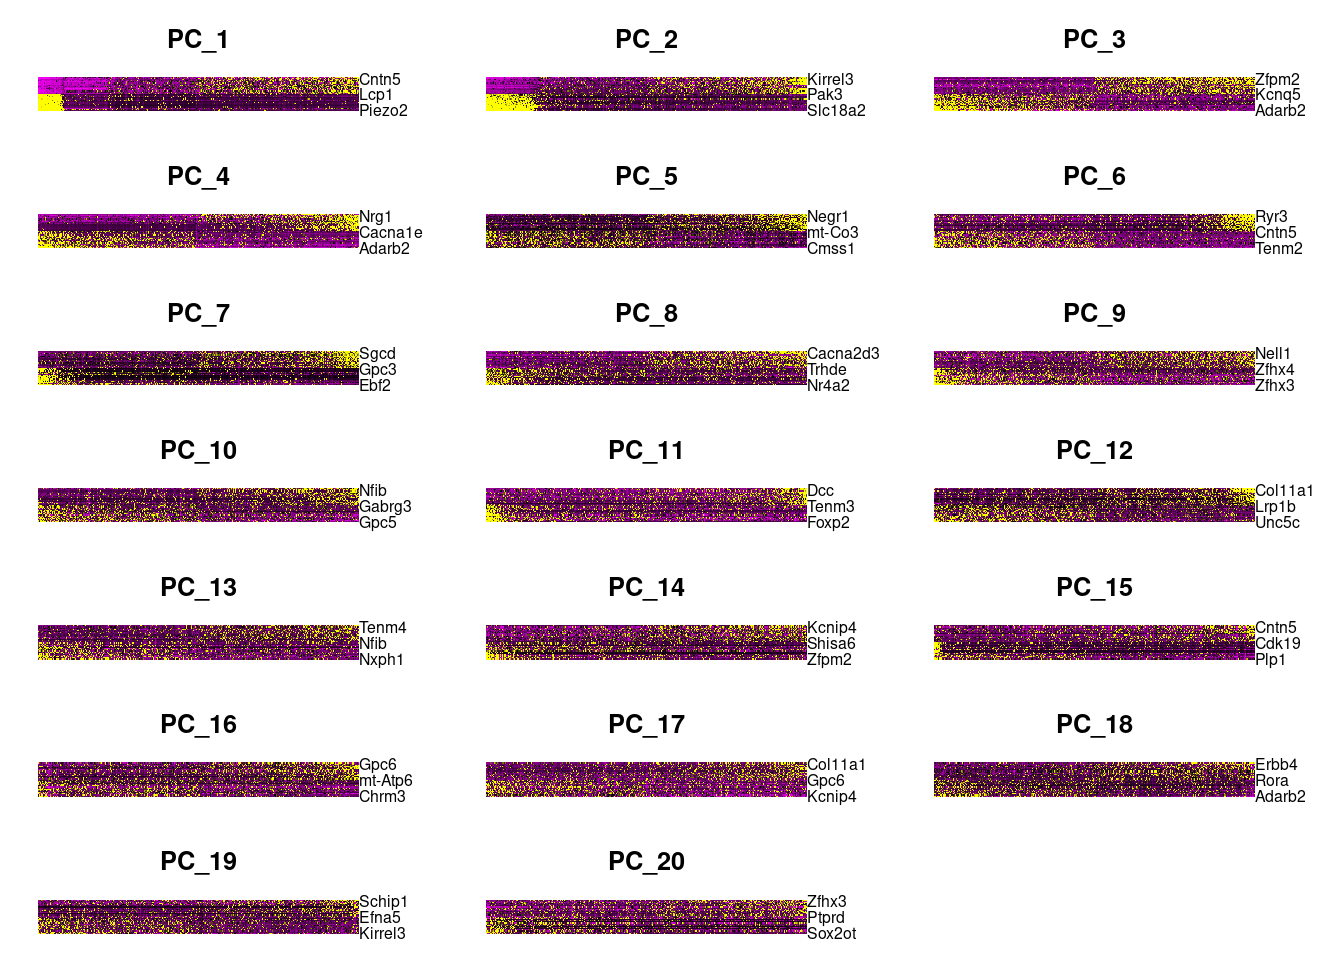 PC_1
Cntn5
Lcp1
Piezo2
PC_2
Kirrel3
Pak3
Slc18a2
PC_3
Zfpm2
Kcnq5
Adarb2
PC_4
Nrg1
Cacna1e
Adarb2
PC_5
Negr1
mt-Co3
Cmss1
PC_6
Ryr3
Cntn5
Tenm2
PC_7
Sgcd
Gpc3
Ebf2
PC_8
Cacna2d3
Trhde
Nr4a2
PC_9
Nell1
Zfhx4
Zfhx3
PC_10
Nfib
Gabrg3
Gpc5
PC_11
Dcc
Tenm3
Foxp2
PC_12
Col11a1
Lrp1b
Unc5c
PC_13
Tenm4
Nfib
Nxph1
PC_14
Kcnip4
Shisa6
Zfpm2
PC_15
Cntn5
Cdk19
Plp1
PC_16
Gpc6
mt-Atp6
Chrm3
PC_17
Col11a1
Gpc6
Kcnip4
PC_18
Erbb4
Rora
Adarb2
PC_19
Schip1
Efna5
Kirrel3
PC_20
Zfhx3
Ptprd
Sox2ot